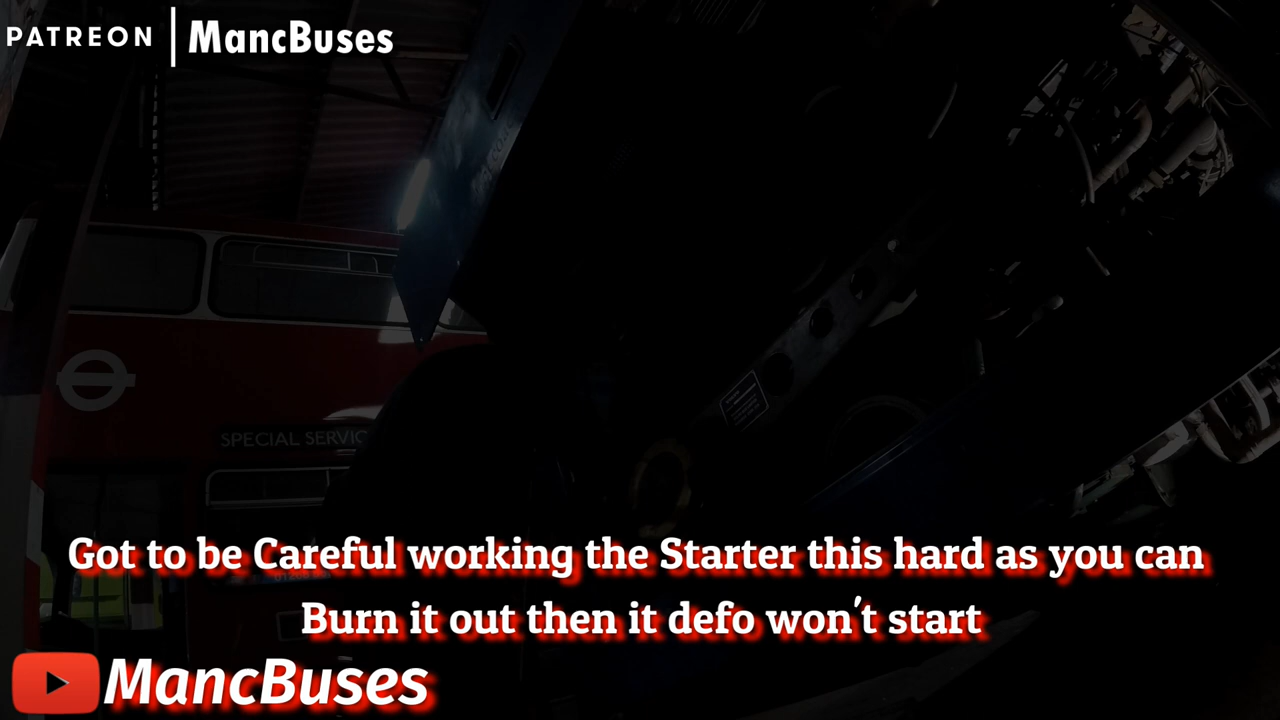 PATREON | MancBuses
SPECIAL SERVIC
Got to be Careful working the Starter this hard as you can
Burn it out then it defo won't start
MancBuses